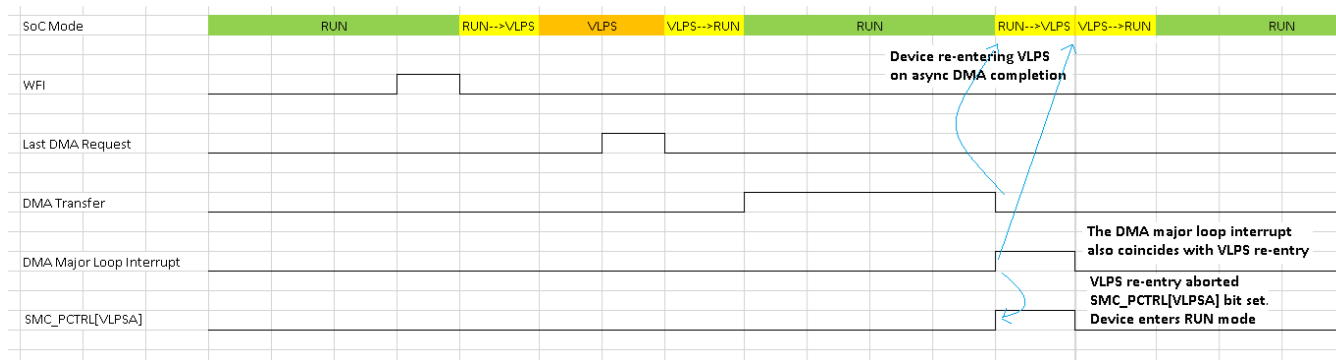 SoC Mode
RUN
RUN-->VLPS
VLPS
VLPS-->RUN
RUN
RUN-->VLPS
VLPS-->RUN
RUN
Device re-entering VLPS
on async DMA completion
WFI
Last DMA Request
DMA Transfer
The DMA major loop interrupt
also coincides with VLPS re-entry
DMA Major Loop Interrupt
VLPS re-entry aborted
SMC_PCTRL[VLPSA] bit set.
Device enters RUN mode
SMC_PCTRL[VLPSA]